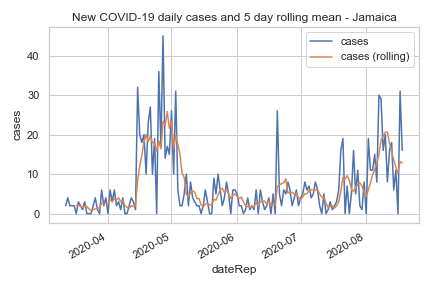 New COVID-19 daily cases and 5 day rolling mean - Jamaica
cases
cases (rolling)
cases
40
30
20
10
0
2020-04
2020-05
2020-06
2020-07
2020-08
dateRep